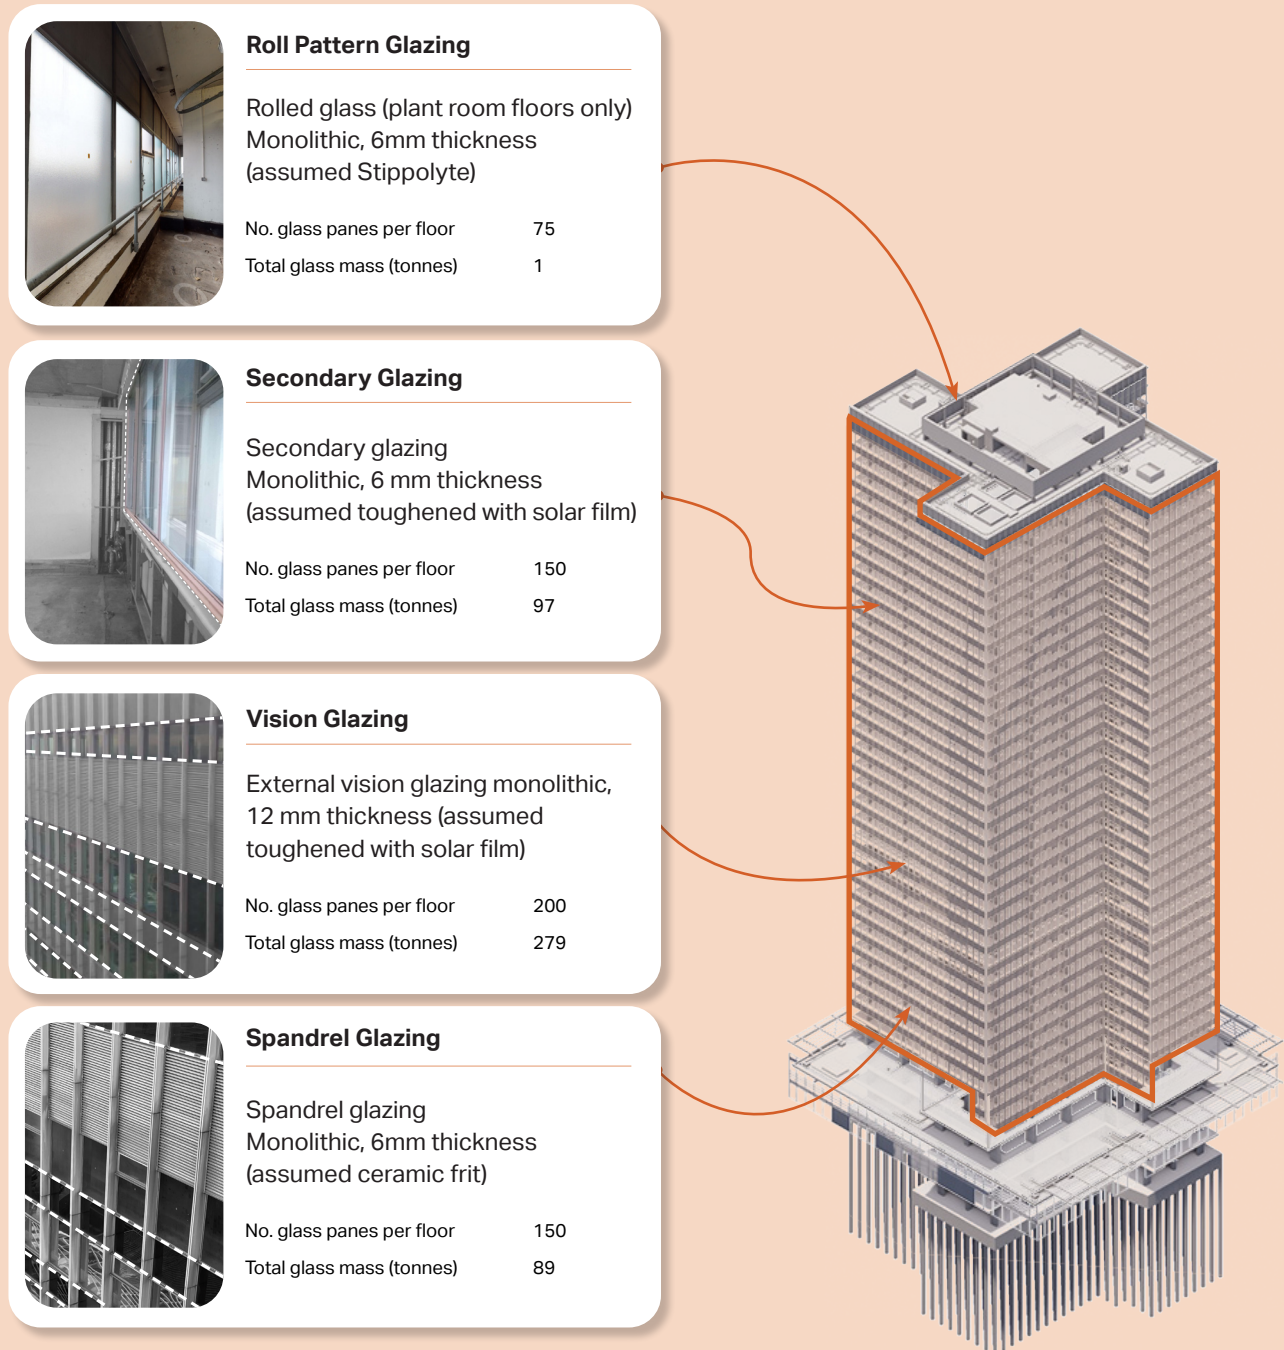 Roll Pattern Glazing
Rolled glass (plant room floors only)
Monolithic, 6mm thickness
(assumed Stippolyte)
No. glass panes per floor 75
Total glass mass (tonnes) 1
Secondary Glazing
Secondary glazing
Monolithic, 6 mm thickness
(assumed toughened with solar film)
No. glass panes per floor 150
Total glass mass (tonnes) 97
Vision Glazing
External vision glazing monolithic,
12 mm thickness (assumed
toughened with solar film)
No. glass panes per floor 200
Total glass mass (tonnes) 279
Spandrel Glazing
Spandrel glazing
Monolithic, 6mm thickness
(assumed ceramic frit)
No. glass panes per floor 150
Total glass mass (tonnes) 89